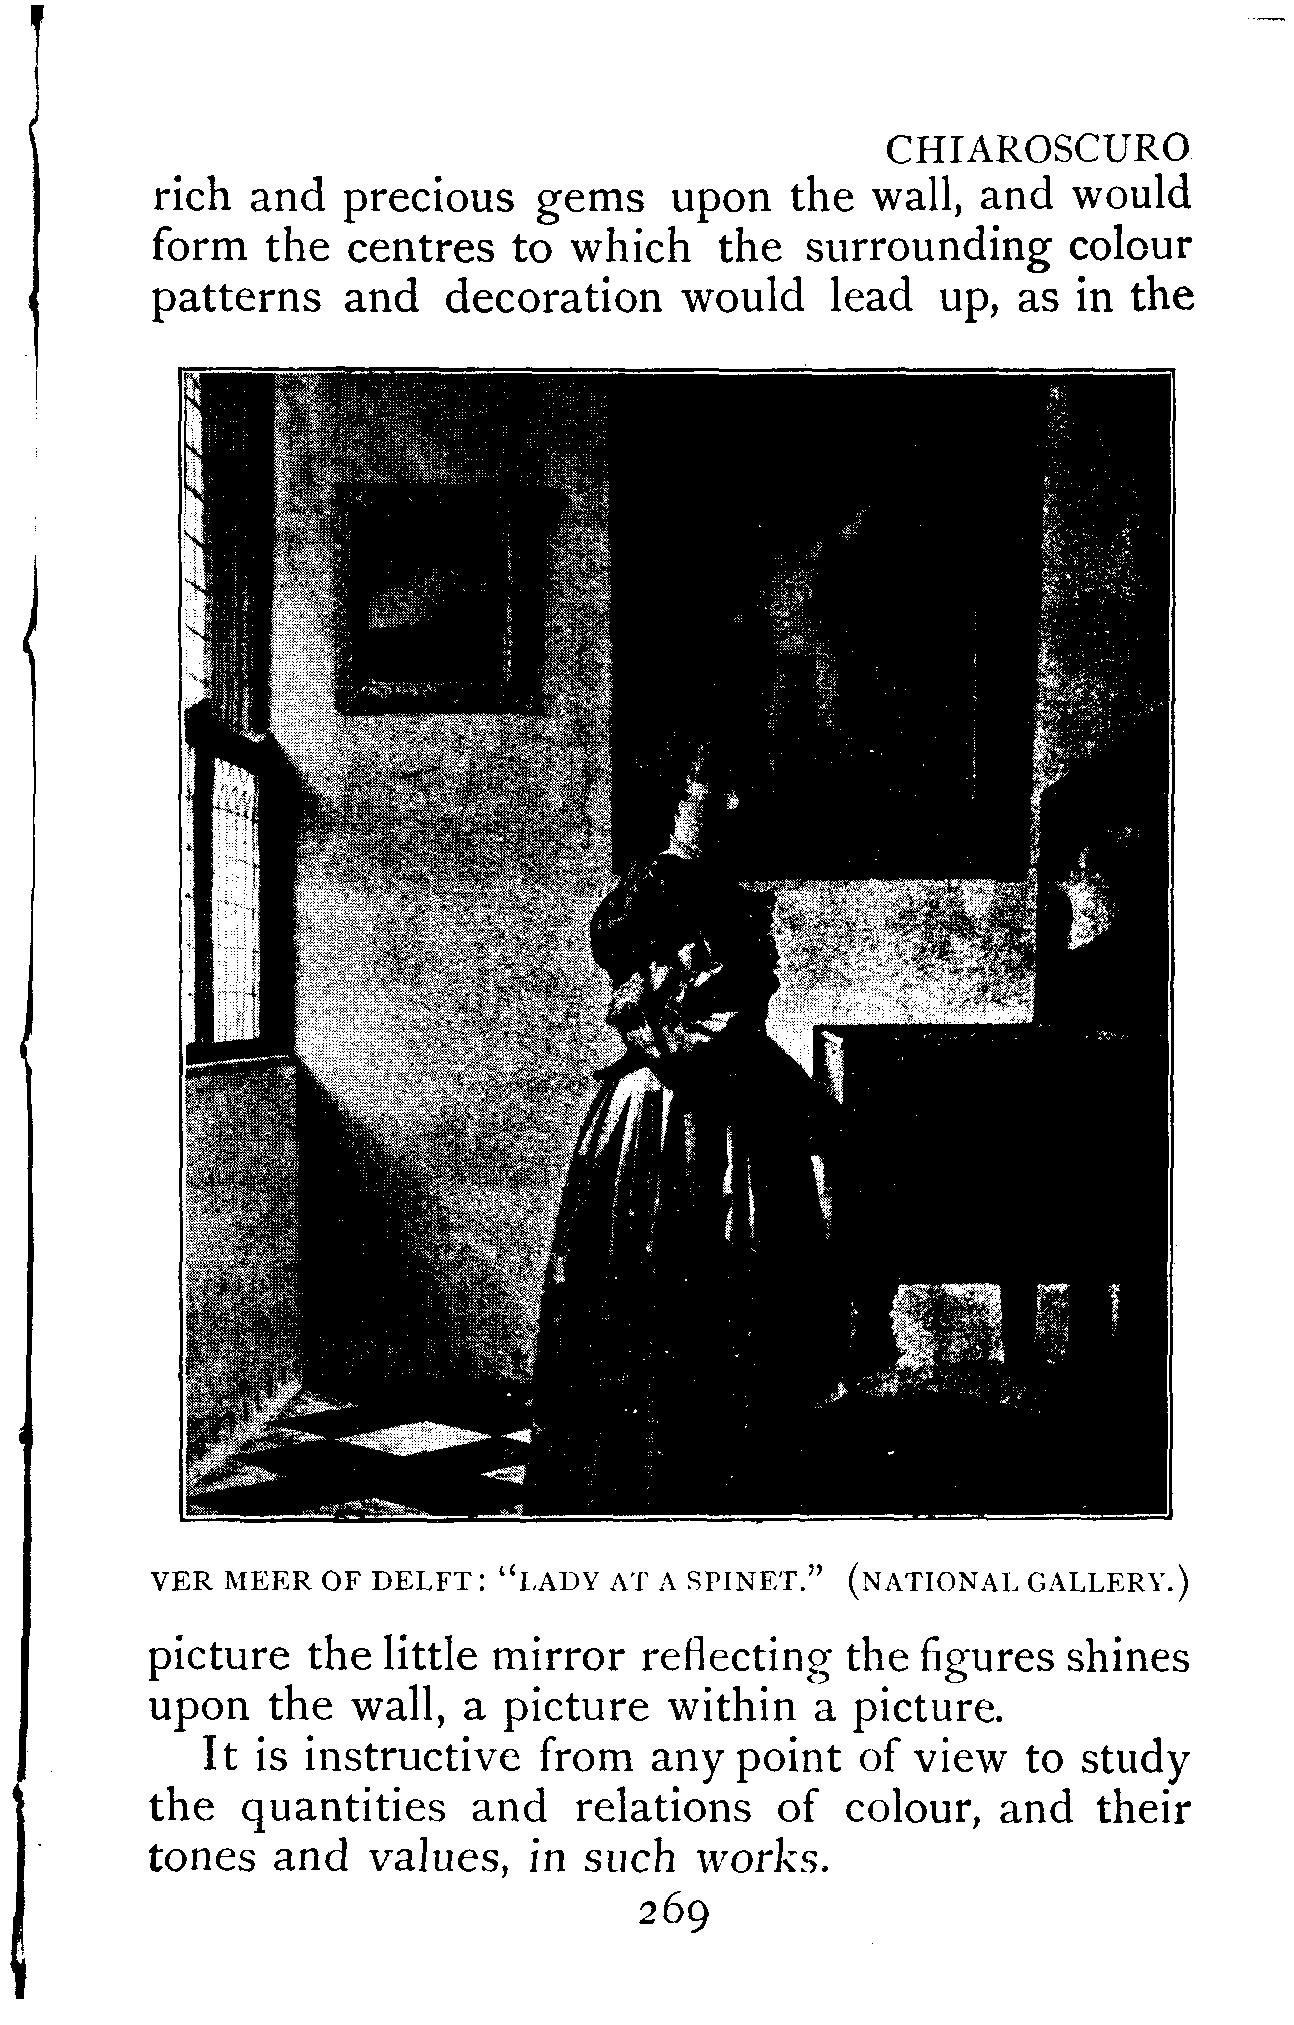 CHIAROSCURO
rich and precious gems upon the wall, and would
form the centres to which the surrounding colour
patterns and decoration would lead up, as in the
VER MEER OF DELFT: "LADY AT A SPINET." (NATIONAL GALLERY.)
picture the little mirror reflecting the figures shines
upon the wall, a picture within a picture.
It is instructive from any point of view to study
the quantities and relations of colour, and their
tones and values, in such works.
269